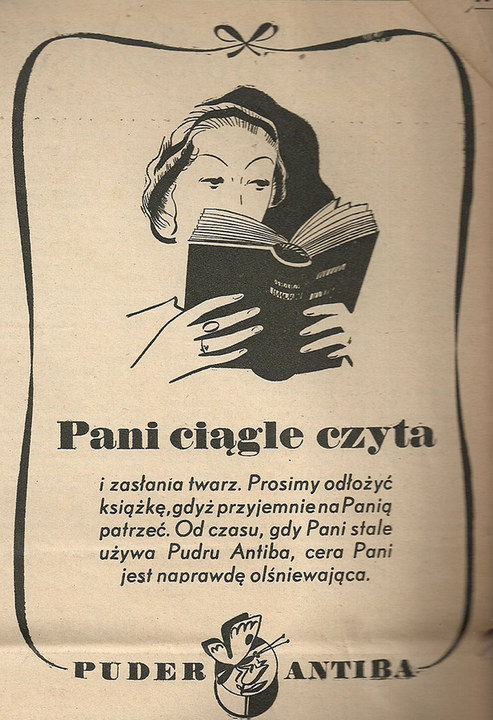 Pani ciągle czyta
i zasłania twarz. Prosimy odłożyć
książkę,gdyż przyjemnie na Panią
patrzeć. Od czasu, gdy Pani stale
używa Pudru Antiba, cera Pani
jest naprawdę olśniewająca.
PUDER ANTIBA